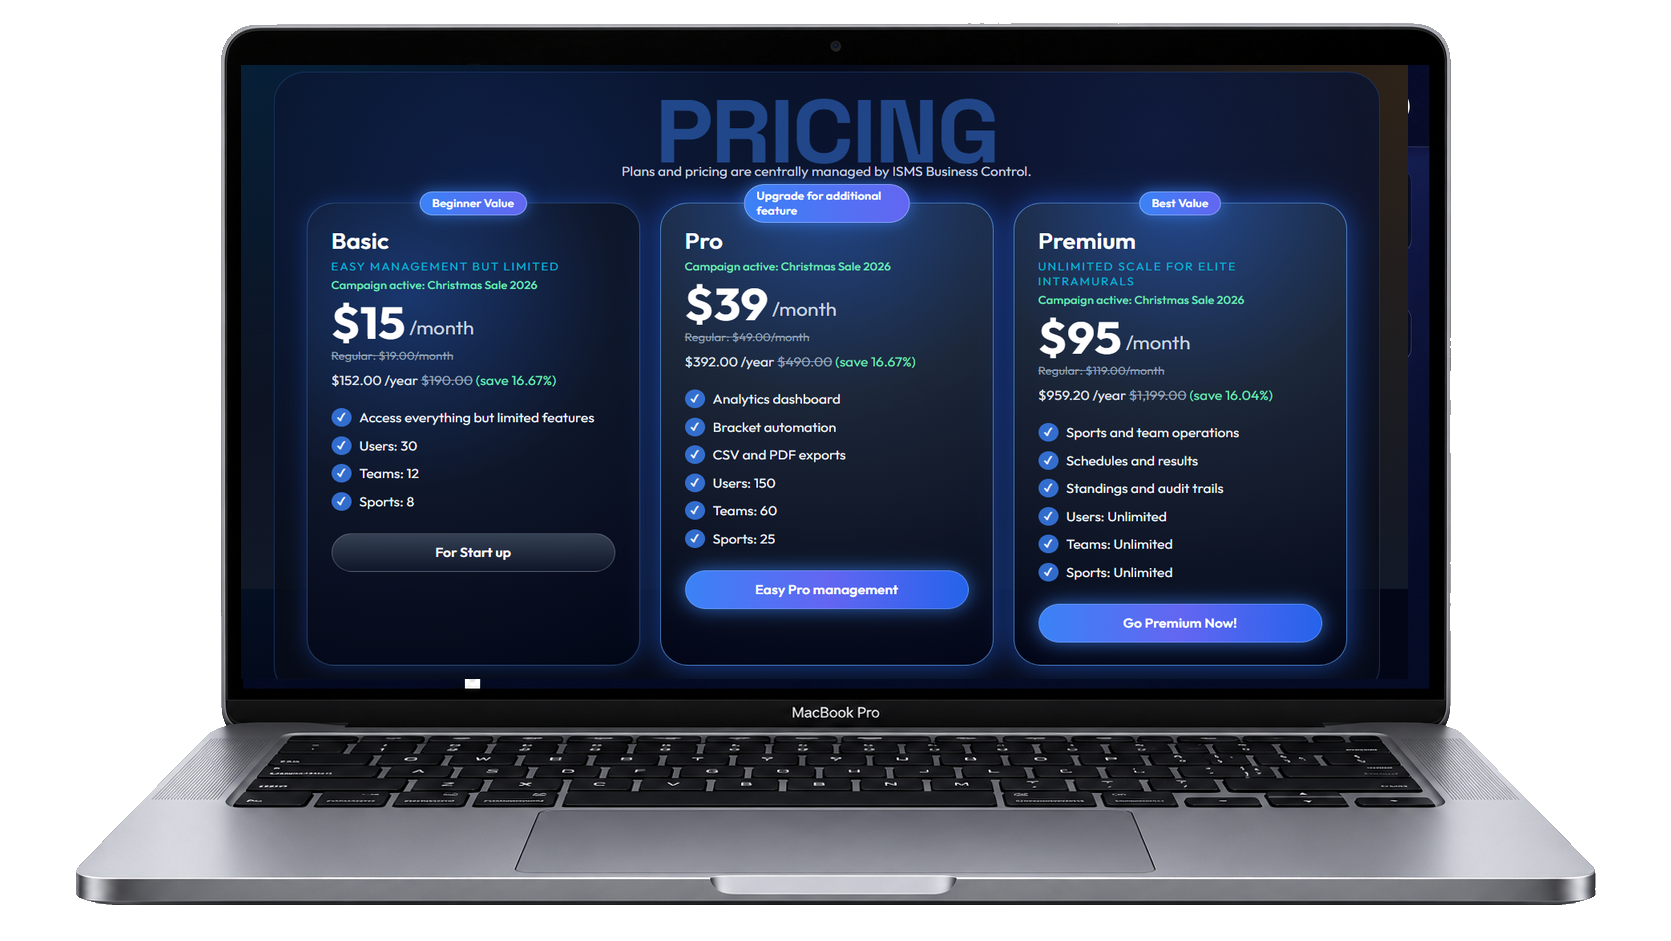 PRICING
Plans and pricing are centrally managed by ISMS Business Control.
Beginner Value
Basic
EASY MANAGEMENT BUT LIMITED
Campaign active: Christmas Sale 2026
$15 /month
Regular: $19.00/month
$152.00 /year $190.00 (save 16.67%)
Access everything but limited features
Users: 30
Teams: 12
Sports: 8
For Start up
Upgrade for additional
feature
Pro
Campaign active: Christmas Sale 2026
$39 /month
Regular: $49.00/month
$392.00 /year $490.00 (save 16.67%)
Analytics dashboard
Bracket automation
CSV and PDF exports
Users: 150
Teams: 60
Sports: 25
Easy Pro management
Best Value
Premium
UNLIMITED SCALE FOR ELITE
INTRAMURALS
Campaign active: Christmas Sale 2026
$95 /month
Regular: $119.00/month
$959.20 /year $1,199.00 (save 16.04%)
Sports and team operations
Schedules and results
Standings and audit trails
Users: Unlimited
Teams: Unlimited
Sports: Unlimited
Go Premium Now!
MacBook Pro